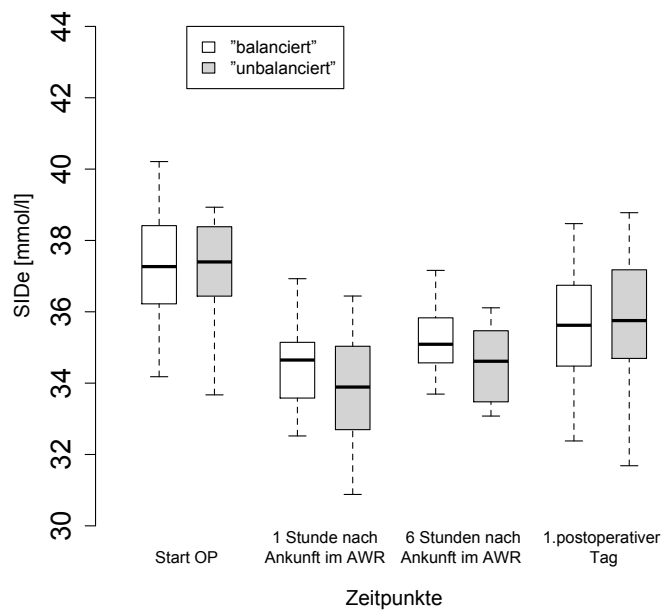 44
42
40
38
36
34
32
30
SIDe [mmol/l]
”balanciert”
”unbalanciert”
Start OP
1 Stunde nach
Ankunft im AWR
6 Stunden nach
Ankunft im AWR
1.postoperativer
Tag
Zeitpunkte